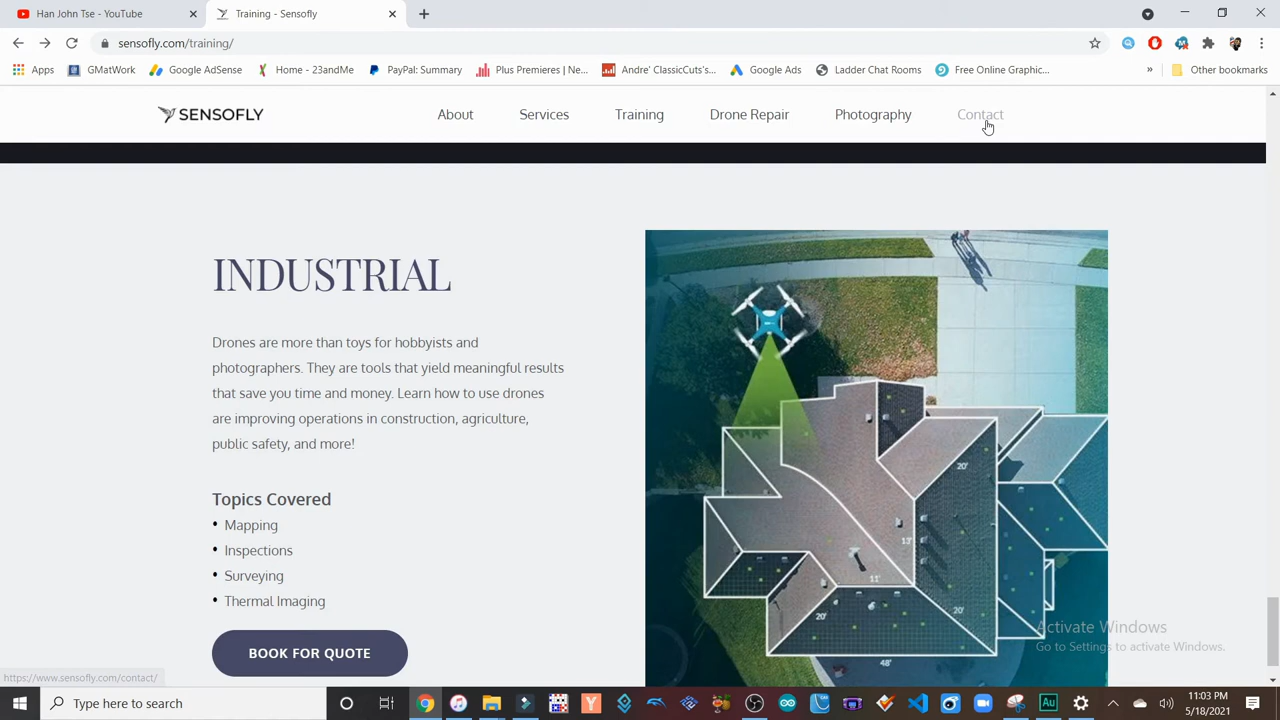 Han John Tse - YouTube
Training - Sensofly
sensofly.com/training/
Apps
GMatWork
Google AdSense
Home - 23andMe
PayPal: Summary
Plus Premieres | Ne...
Andre' ClassicCuts's...
Google Ads
Ladder Chat Rooms
Free Online Graphic...
»
Other bookmarks
SENSOFLY
About
Services
Training
Drone Repair
Photography
Contact
INDUSTRIAL
Drones are more than toys for hobbyists and
photographers. They are tools that yield meaningful results
that save you time and money. Learn how to use drones
are improving operations in construction, agriculture,
public safety, and more!
Topics Covered
• Mapping
• Inspections
• Surveying
• Thermal Imaging
BOOK FOR QUOTE
20'
13'
11'
20'
20'
48'
Activate Windows
Go to Settings to activate Windows.
https://www.sensofly.com/contact/
Type here to search
11:03 PM
5/18/2021